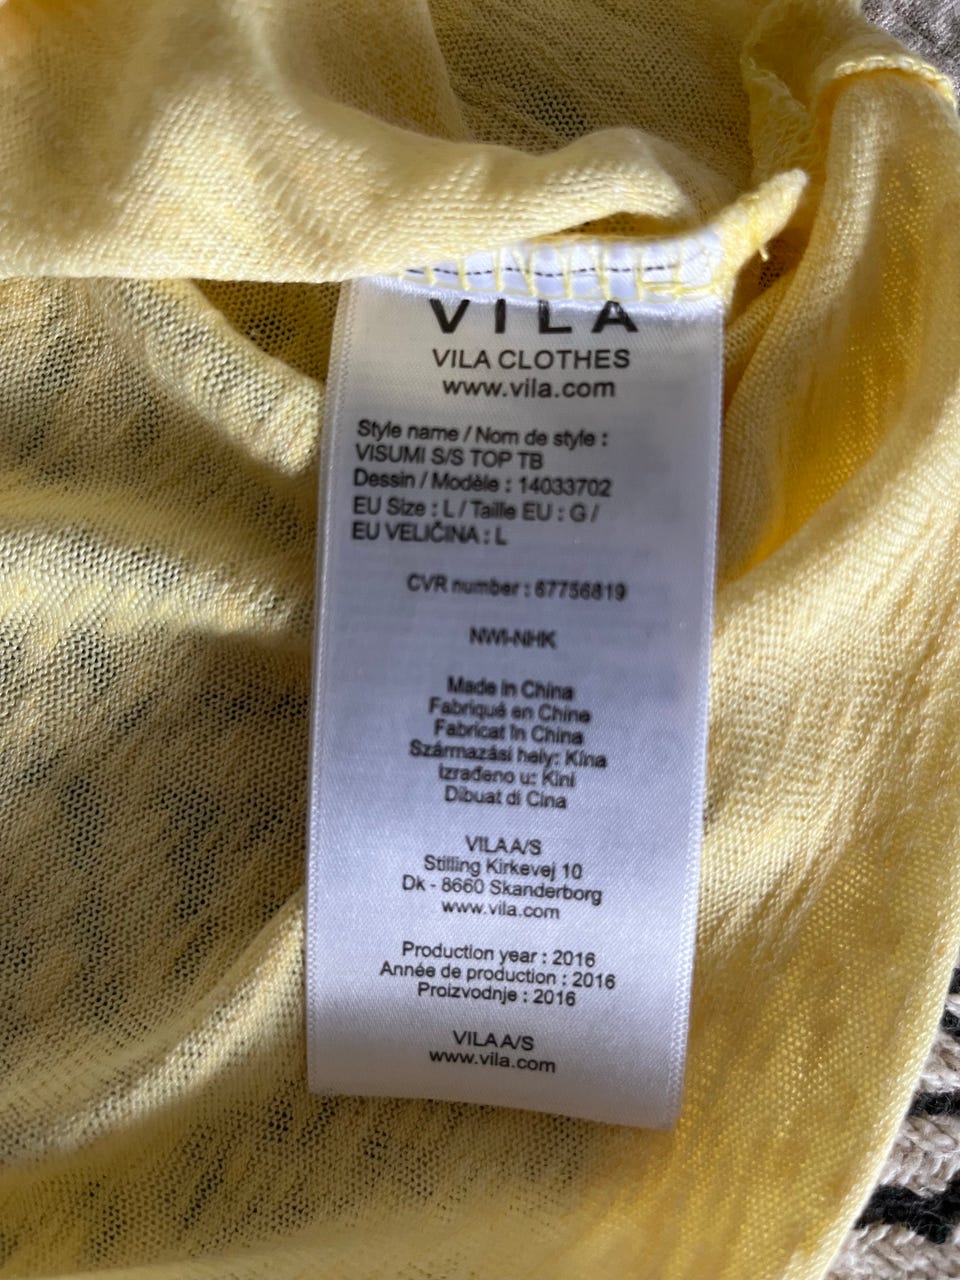 VILA
VILA CLOTHES
www.vila.com
Style name / Nom de style :
VISUMI S/S TOP TB
Dessin / Modèle : 14033702
EU Size : L / Taille EU : G /
EU VELIČINA : L
CVR number : 67756819
NWI-NHK
Made in China
Fabriqué en Chine
Fabricat în China
Származási hely: Kína
Izrađeno u: Kini
Dibuat di Cina
VILA A/S
Stilling Kirkevej 10
Dk - 8660 Skanderborg
www.vila.com
Production year : 2016
Année de production : 2016
Proizvodnje : 2016
VILA A/S
www.vila.com